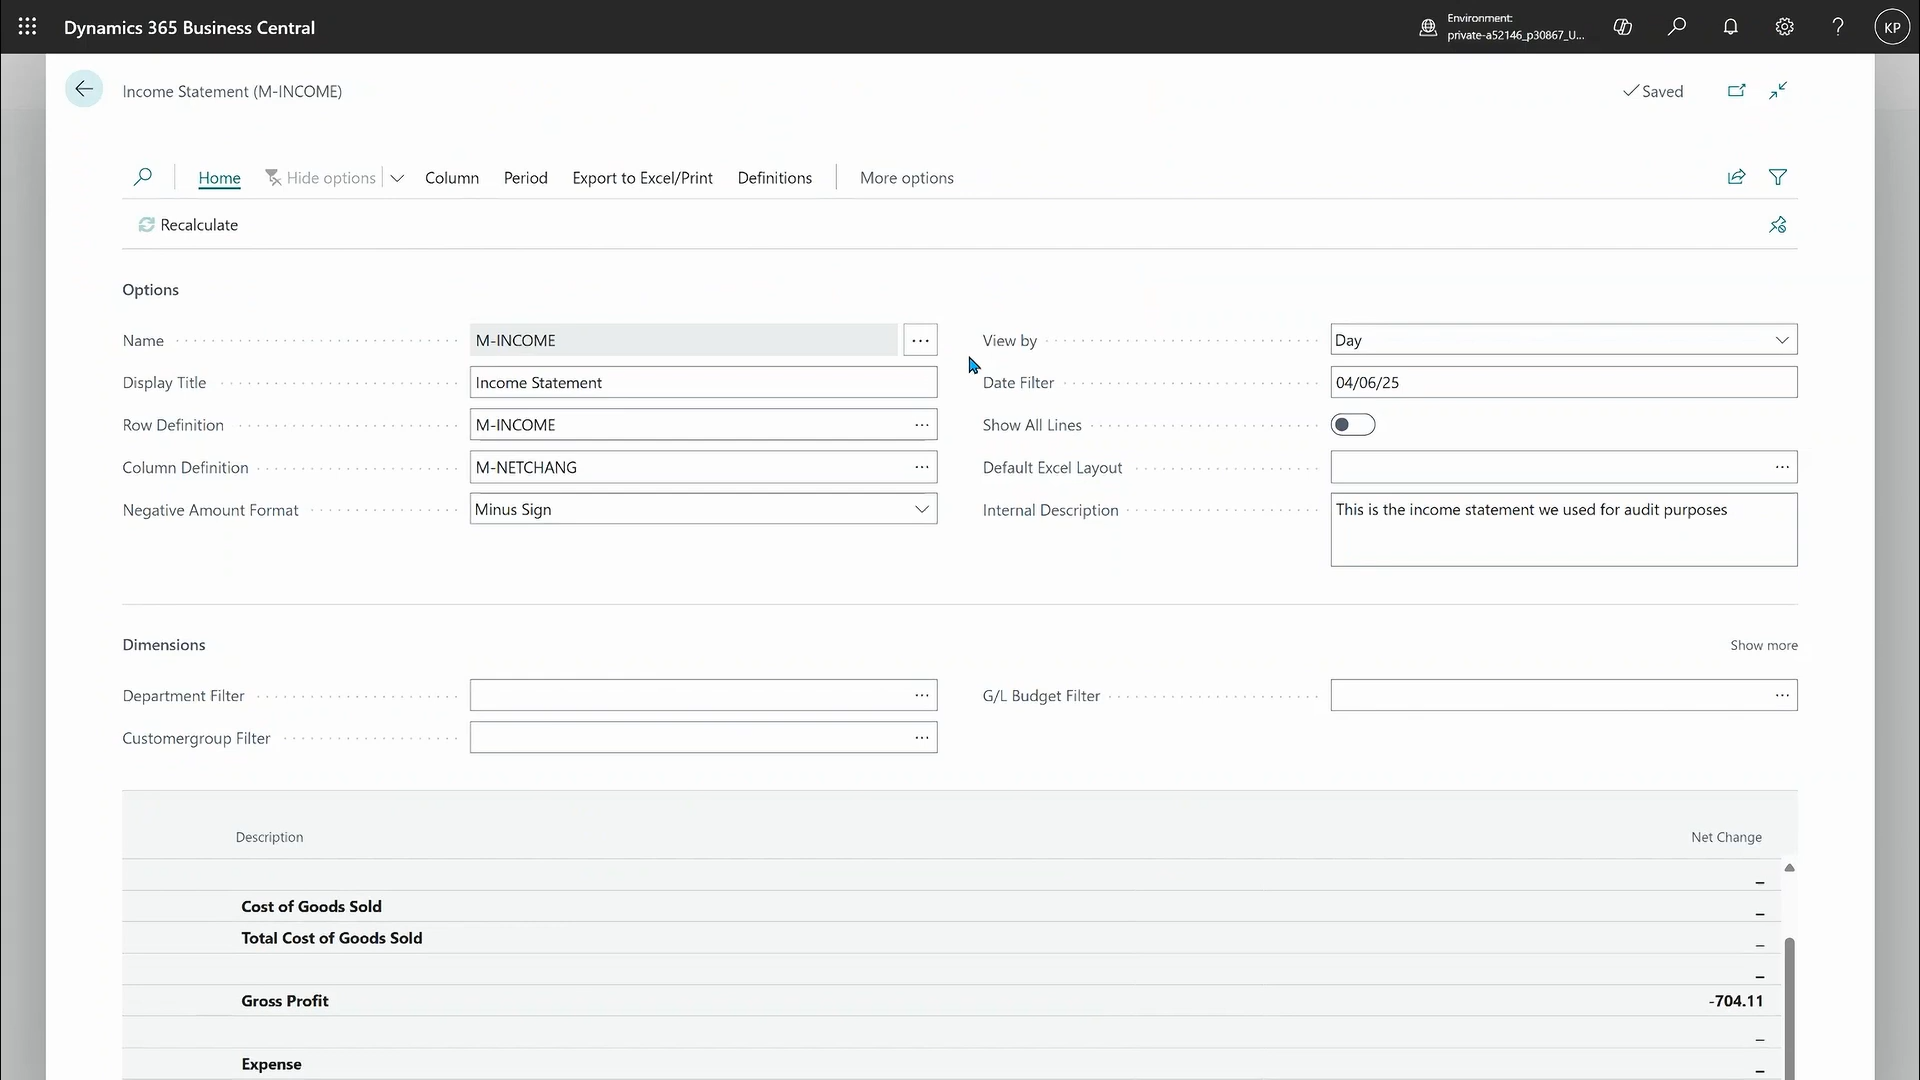 Dynamics 365 Business Central
Environment:
private-a52146_p30867_U...
KP
Income Statement (M-INCOME)
Saved
Home
Hide options
Column
Period
Export to Excel/Print
Definitions
More options
Recalculate
Options
Name
M-INCOME
View by
Day
Display Title
Income Statement
Date Filter
04/06/25
Row Definition
M-INCOME
Show All Lines
Column Definition
M-NETCHANG
Default Excel Layout
Negative Amount Format
Minus Sign
Internal Description
This is the income statement we used for audit purposes
Dimensions
Show more
Department Filter
G/L Budget Filter
Customergroup Filter
Description
Net Change
–
Cost of Goods Sold –
Total Cost of Goods Sold –
–
Gross Profit -704.11
–
Expense –